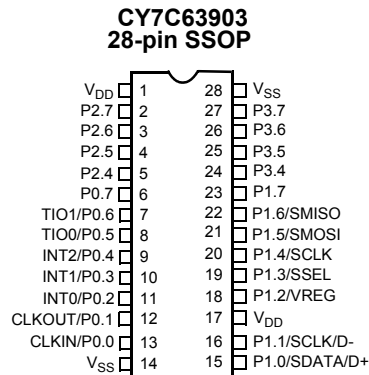 CY7C63903
28-pin SSOP
VDD 1 28 VSS
P2.7 2 27 P3.7
P2.6 3 26 P3.6
P2.5 4 25 P3.5
P2.4 5 24 P3.4
P0.7 6 23 P1.7
TIO1/P0.6 7 22 P1.6/SMISO
TIO0/P0.5 8 21 P1.5/SMOSI
INT2/P0.4 9 20 P1.4/SCLK
INT1/P0.3 10 19 P1.3/SSEL
INT0/P0.2 11 18 P1.2/VREG
CLKOUT/P0.1 12 17 VDD
CLKIN/P0.0 13 16 P1.1/SCLK/D-
VSS 14 15 P1.0/SDATA/D+